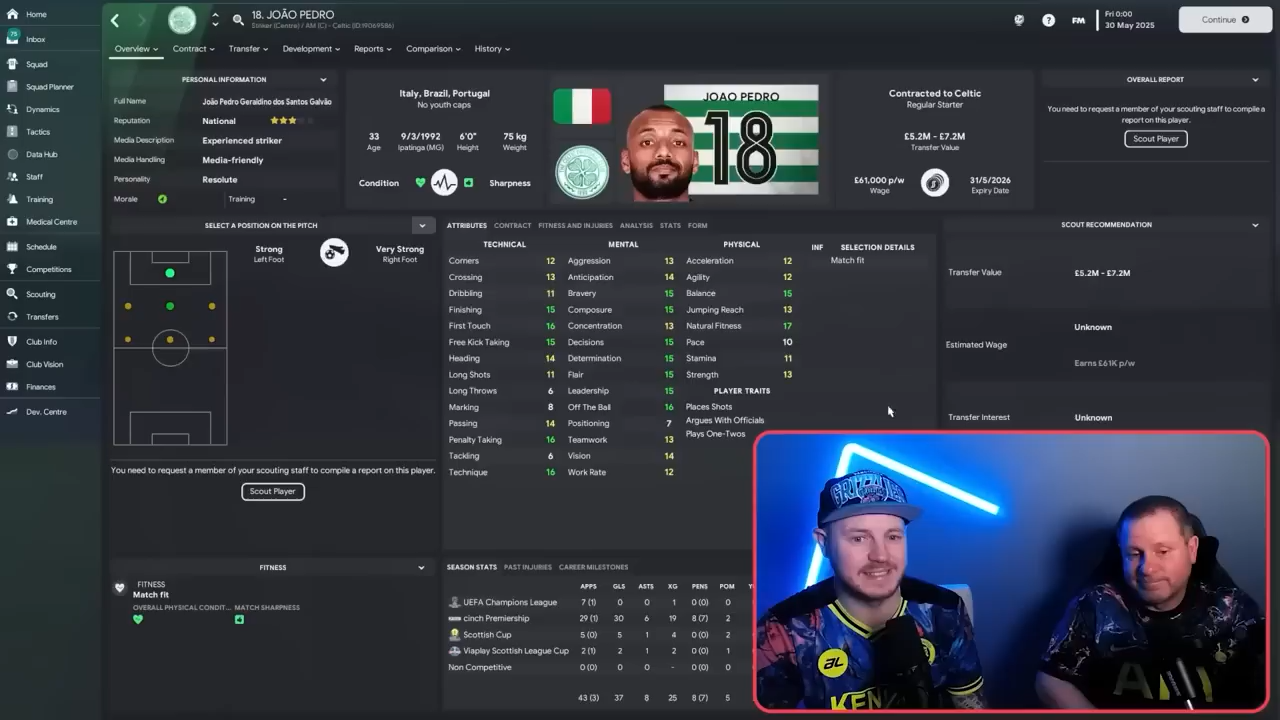 Home
Inbox
Squad
Squad Planner
Dynamics
Tactics
Data Hub
Staff
Training
Medical Centre
Schedule
Competitions
Scouting
Transfers
Club Info
Club Vision
Finances
Dev. Centre
18. JOÃO PEDRO
Striker (Centre) / AM (C) - Celtic (ID:19069586)
FM
Fri 0:00
30 May 2025
Continue
Overview
Contract
Transfer
Development
Reports
Comparison
History
PERSONAL INFORMATION
Full Name João Pedro Geraldino dos Santos Galvão
Reputation National
Media Description Experienced striker
Media Handling Media-friendly
Personality Resolute
Morale Training -
Italy, Brazil, Portugal
No youth caps
33 9/3/1992 6'0" 75 kg
Age Ipatinga (MG) Height Weight
Condition Sharpness
JOAO PEDRO
18
Contracted to Celtic
Regular Starter
£5.2M - £7.2M
Transfer Value
£61,000 p/w 31/5/2026
Wage Expiry Date
OVERALL REPORT
You need to request a member of your scouting staff to compile a
report on this player.
Scout Player
SELECT A POSITION ON THE PITCH
Strong Very Strong
Left Foot Right Foot
You need to request a member of your scouting staff to compile a report on this player.
Scout Player
FITNESS
FITNESS
Match fit
OVERALL PHYSICAL CONDIT... MATCH SHARPNESS
ATTRIBUTES CONTRACT FITNESS AND INJURIES ANALYSIS STATS FORM
TECHNICAL MENTAL PHYSICAL INF SELECTION DETAILS
Corners 12 Aggression 13 Acceleration 12 Match fit
Crossing 13 Anticipation 14 Agility 12
Dribbling 11 Bravery 15 Balance 15
Finishing 15 Composure 15 Jumping Reach 13
First Touch 16 Concentration 13 Natural Fitness 17
Free Kick Taking 15 Decisions 15 Pace 10
Heading 14 Determination 15 Stamina 11
Long Shots 11 Flair 15 Strength 13
Long Throws 6 Leadership 15 PLAYER TRAITS
Marking 8 Off The Ball 16 Places Shots
Passing 14 Positioning 7 Argues With Officials
Penalty Taking 16 Teamwork 13 Plays One-Twos
Tackling 6 Vision 14
Technique 16 Work Rate 12
SCOUT RECOMMENDATION
Transfer Value £5.2M - £7.2M
Unknown
Estimated Wage
Earns £61K p/w
Transfer Interest Unknown
SEASON STATS PAST INJURIES CAREER MILESTONES
APPS GLS ASTS XG PENS POM
UEFA Champions League 7 (1) 0 0 1 0 (0) 0
cinch Premiership 29 (1) 30 6 19 8 (7) 2
Scottish Cup 5 (0) 5 1 4 0 (0) 2
Viaplay Scottish League Cup 2 (1) 2 1 2 0 (0) 1
Non Competitive 0 (0) 0 0 - 0 (0) 0
43 (3) 37 8 25 8 (7) 5